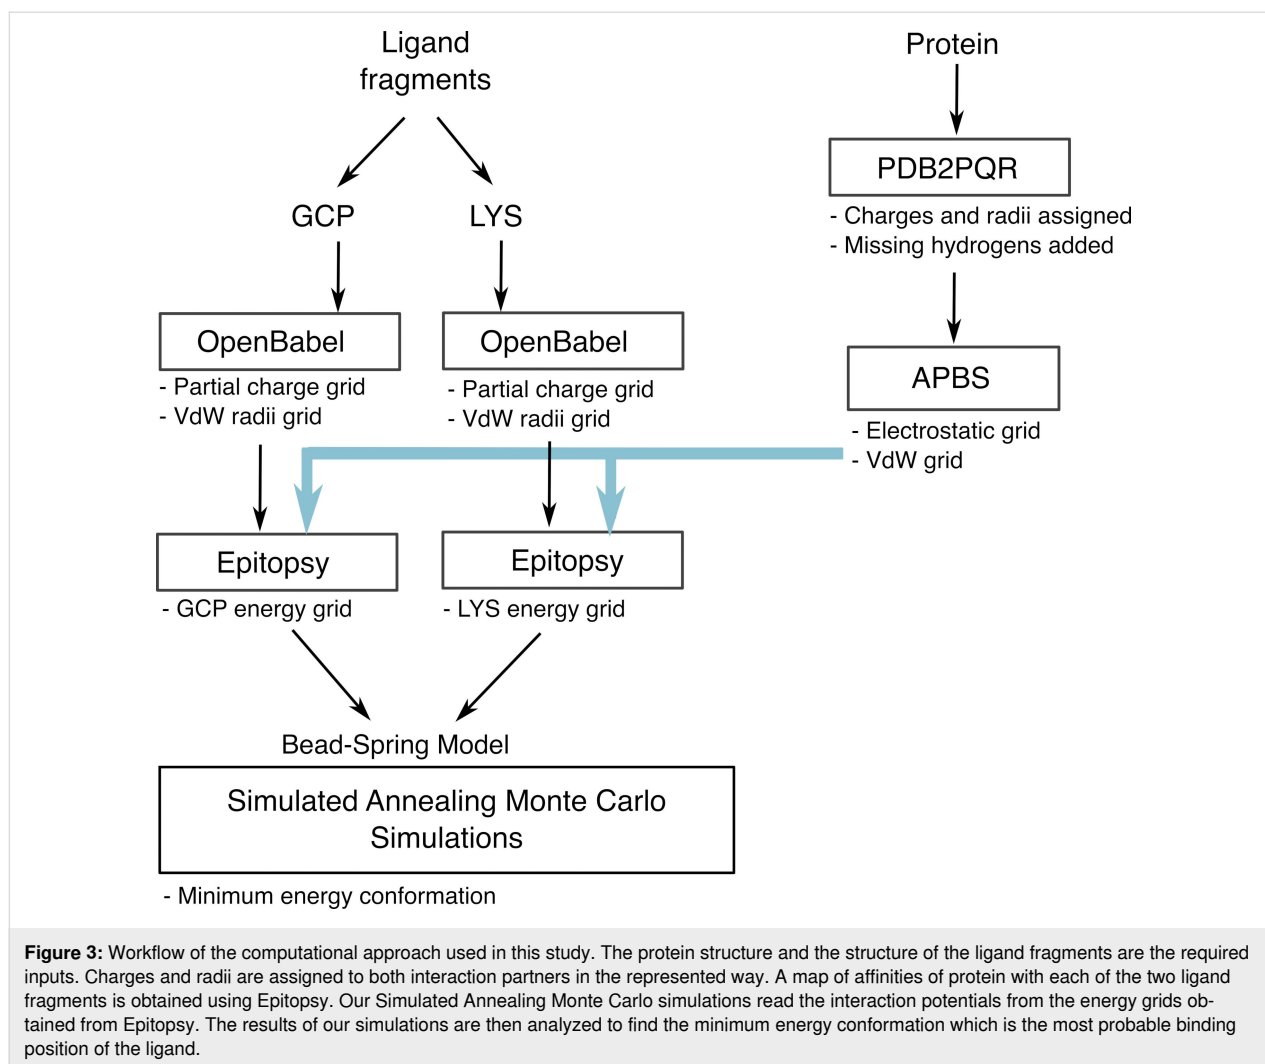 Ligand
fragments
Protein
PDB2PQR
- Charges and radii assigned
- Missing hydrogens added
GCP
LYS
OpenBabel
- Partial charge grid
- VdW radii grid
OpenBabel
- Partial charge grid
- VdW radii grid
APBS
- Electrostatic grid
- VdW grid
Epitopsy
- GCP energy grid
Epitopsy
- LYS energy grid
Bead-Spring Model
Simulated Annealing Monte Carlo
Simulations
- Minimum energy conformation
Figure 3: Workflow of the computational approach used in this study. The protein structure and the structure of the ligand fragments are the required
inputs. Charges and radii are assigned to both interaction partners in the represented way. A map of affinities of protein with each of the two ligand
fragments is obtained using Epitopsy. Our Simulated Annealing Monte Carlo simulations read the interaction potentials from the energy grids ob-
tained from Epitopsy. The results of our simulations are then analyzed to find the minimum energy conformation which is the most probable binding
position of the ligand.